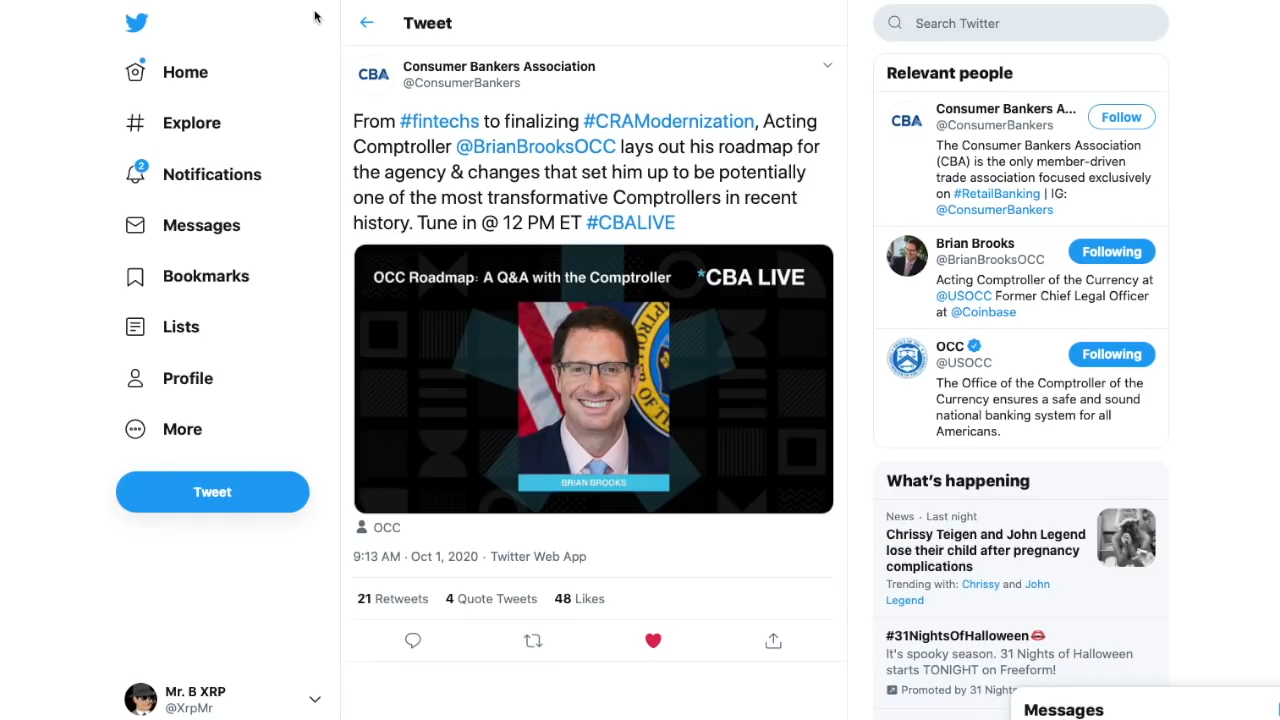 Home
Explore
2
Notifications
Messages
Bookmarks
Lists
Profile
More
Tweet
Mr. B XRP
@XrpMr
Tweet
CBA
Consumer Bankers Association
@ConsumerBankers
From #fintechs to finalizing #CRAModernization, Acting
Comptroller @BrianBrooksOCC lays out his roadmap for
the agency & changes that set him up to be potentially
one of the most transformative Comptrollers in recent
history. Tune in @ 12 PM ET #CBALIVE
OCC Roadmap: A Q&A with the Comptroller
*CBA LIVE
BRIAN BROOKS
OCC
9:13 AM · Oct 1, 2020 · Twitter Web App
21 Retweets 4 Quote Tweets 48 Likes
Search Twitter
Relevant people
CBA
Consumer Bankers A...
@ConsumerBankers
Follow
The Consumer Bankers Association
(CBA) is the only member-driven
trade association focused exclusively
on #RetailBanking | IG:
@ConsumerBankers
Brian Brooks
@BrianBrooksOCC
Following
Acting Comptroller of the Currency at
@USOCC Former Chief Legal Officer
at @Coinbase
OCC
@USOCC
Following
The Office of the Comptroller of the
Currency ensures a safe and sound
national banking system for all
Americans.
What's happening
News · Last night
Chrissy Teigen and John Legend
lose their child after pregnancy
complications
Trending with: Chrissy and John
Legend
#31NightsOfHalloween
It's spooky season. 31 Nights of Halloween
starts TONIGHT on Freeform!
Promoted by 31 Nights
Messages